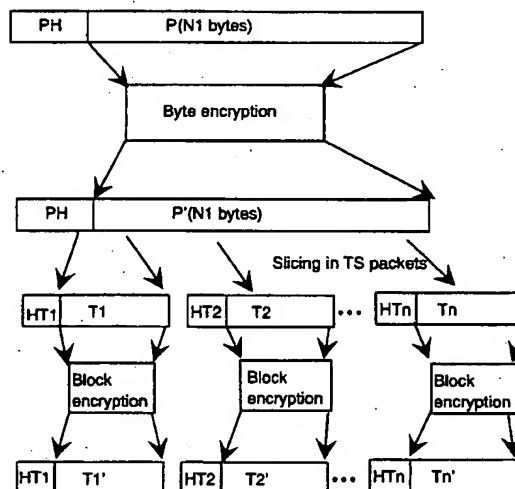 PH P(N1 bytes)
Byte encryption
PH P'(N1 bytes)
Slicing in TS packets
HT1 T1 HT2 T2 ••• HTn Tn
Block encryption Block encryption Block encryption
HT1 T1' HT2 T2' ••• HTn Tn'